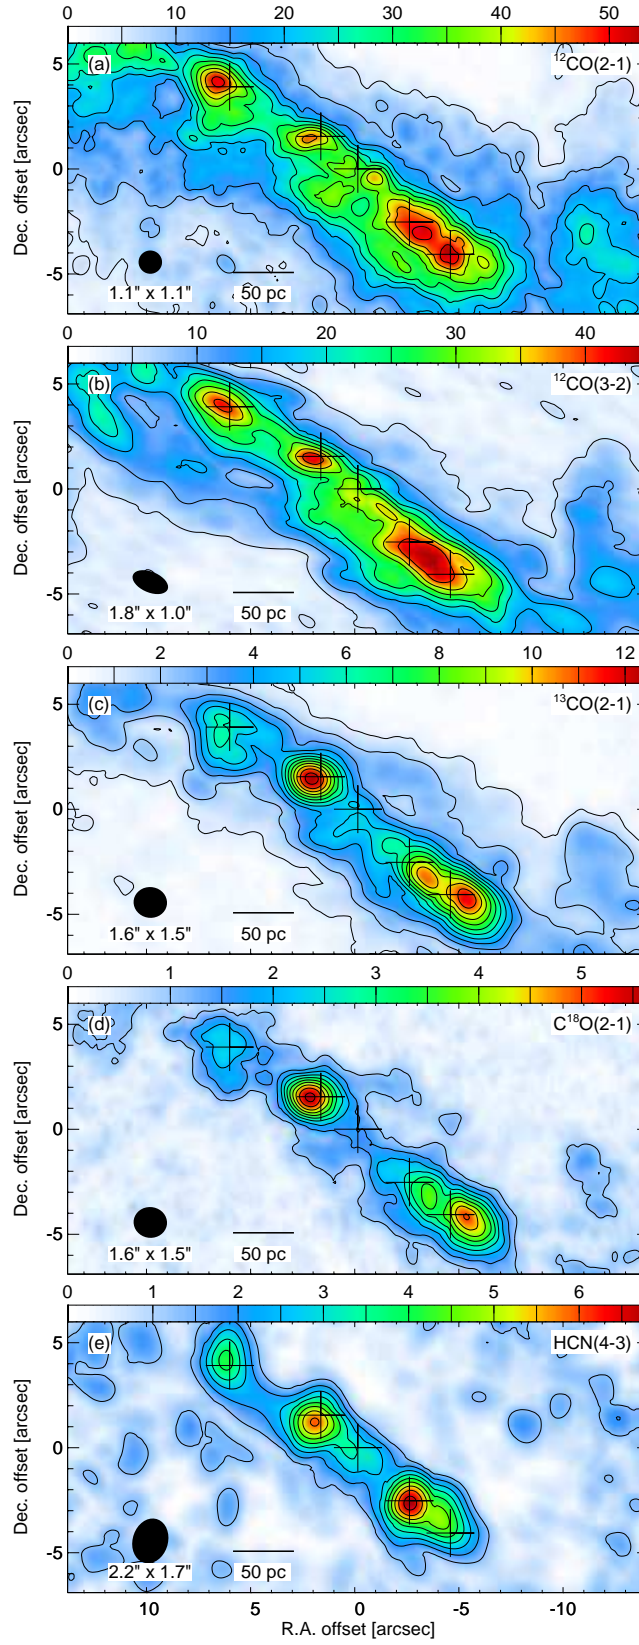 0 10 20 30 40 50
(a) ¹²CO(2-1)
5
0
-5
Dec. offset [arcsec]
1.1" x 1.1" 50 pc
0 10 20 30 40
(b) ¹²CO(3-2)
5
0
-5
Dec. offset [arcsec]
1.8" x 1.0" 50 pc
2 4 6 8 10 12
(c) ¹³CO(2-1)
5
0
-5
Dec. offset [arcsec]
1.6" x 1.5" 50 pc
0 1 2 3 4 5
(d) C¹⁸O(2-1)
5
0
-5
Dec. offset [arcsec]
1.6" x 1.5" 50 pc
0 1 2 3 4 5 6
(e) HCN(4-3)
5
0
-5
Dec. offset [arcsec]
2.2" x 1.7" 50 pc
10 5 0 -5 -10
R.A. offset [arcsec]